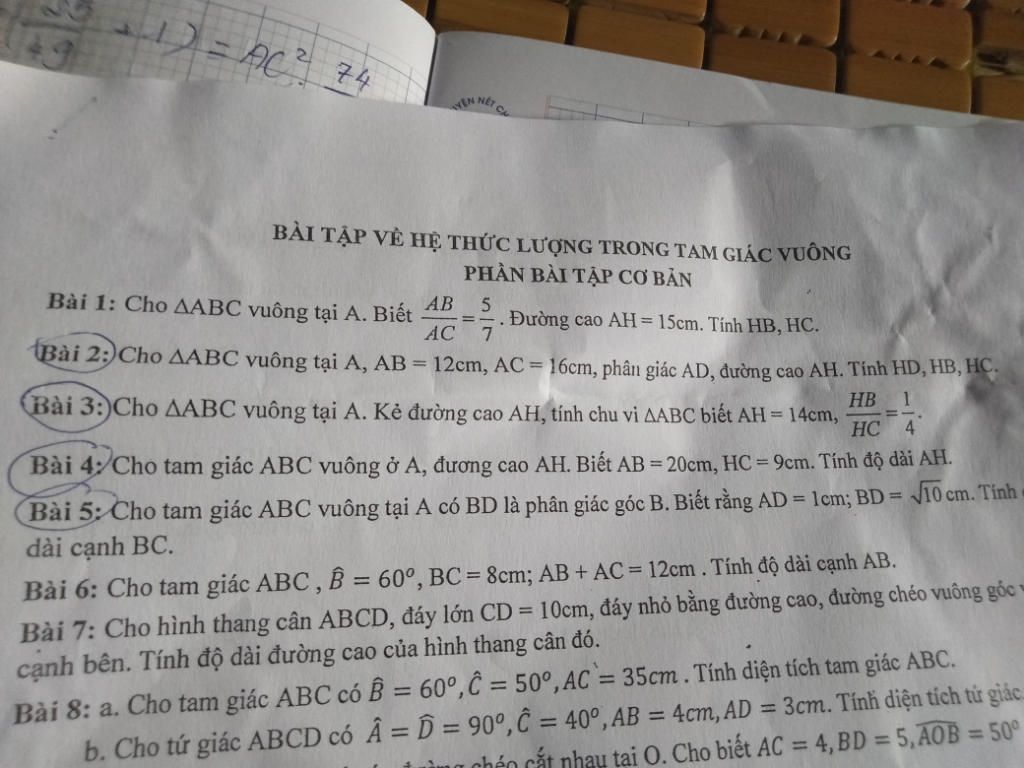 + 1) = AC². 74
49
BÀI TẬP VỀ HỆ THỨC LƯỢNG TRONG TAM GIÁC VUÔNG
PHẦN BÀI TẬP CƠ BẢN
Bài 1: Cho ΔABC vuông tại A. Biết AB/AC = 5/7. Đường cao AH = 15cm. Tính HB, HC.
Bài 2: Cho ΔABC vuông tại A, AB = 12cm, AC = 16cm, phân giác AD, đường cao AH. Tính HD, HB, HC.
Bài 3: Cho ΔABC vuông tại A. Kẻ đường cao AH, tính chu vi ΔABC biết AH = 14cm, HB/HC = 1/4.
Bài 4: Cho tam giác ABC vuông ở A, đương cao AH. Biết AB = 20cm, HC = 9cm. Tính độ dài AH.
Bài 5: Cho tam giác ABC vuông tại A có BD là phân giác góc B. Biết rằng AD = 1cm; BD = √10 cm. Tính
dài cạnh BC.
Bài 6: Cho tam giác ABC , B̂ = 60°, BC = 8cm; AB + AC = 12cm . Tính độ dài cạnh AB.
Bài 7: Cho hình thang cân ABCD, đáy lớn CD = 10cm, đáy nhỏ bằng đường cao, đường chéo vuông góc
cạnh bên. Tính độ dài đường cao của hình thang cân đó.
Bài 8: a. Cho tam giác ABC có B̂ = 60°, Ĉ = 50°, AC = 35cm . Tính diện tích tam giác ABC.
b. Cho tứ giác ABCD có Â = D̂ = 90°, Ĉ = 40°, AB = 4cm, AD = 3cm. Tính diện tích tứ giác.
chéo cắt nhau tại O. Cho biết AC = 4, BD = 5, AOB = 50°